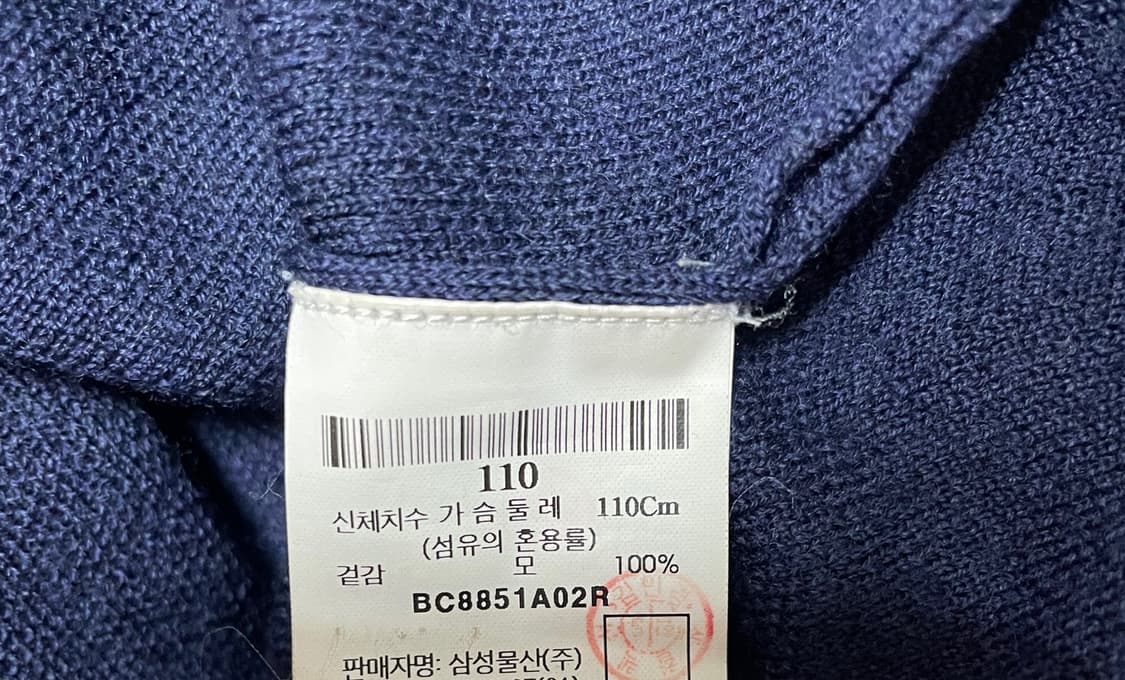 110
신체치수 가 슴 둘 레 110Cm
(섬유의 혼용률)
겉감 모 100%
BC8851A02R
판매자명: 삼성물산(주)